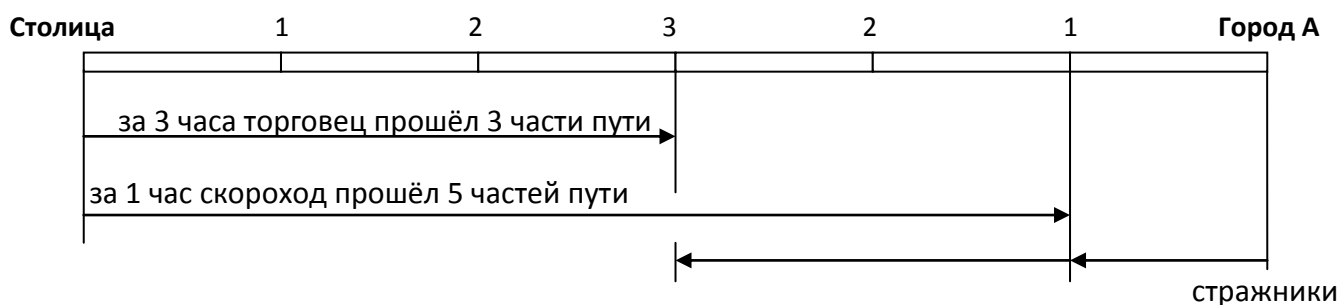 Столица 1 2 3 2 1 Город А
за 3 часа торговец прошёл 3 части пути
за 1 час скороход прошёл 5 частей пути
стражники